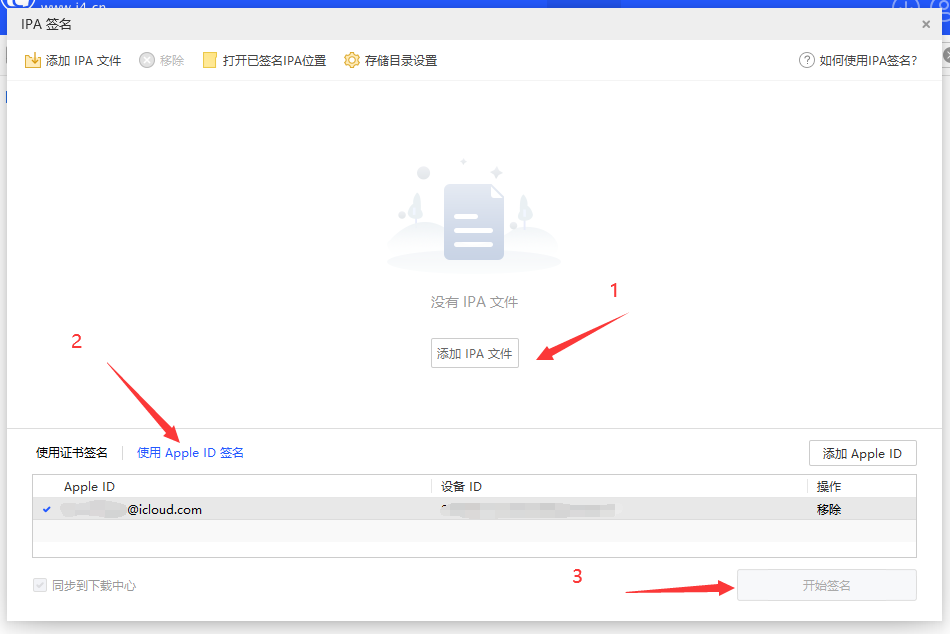 www.i4.cn
IPA 签名
添加 IPA 文件 移除 打开已签名IPA位置 存储目录设置 如何使用IPA签名?
没有 IPA 文件
1
添加 IPA 文件
2
使用证书签名 使用 Apple ID 签名 添加 Apple ID
Apple ID 设备 ID 操作
@icloud.com 移除
同步到下载中心 3 开始签名